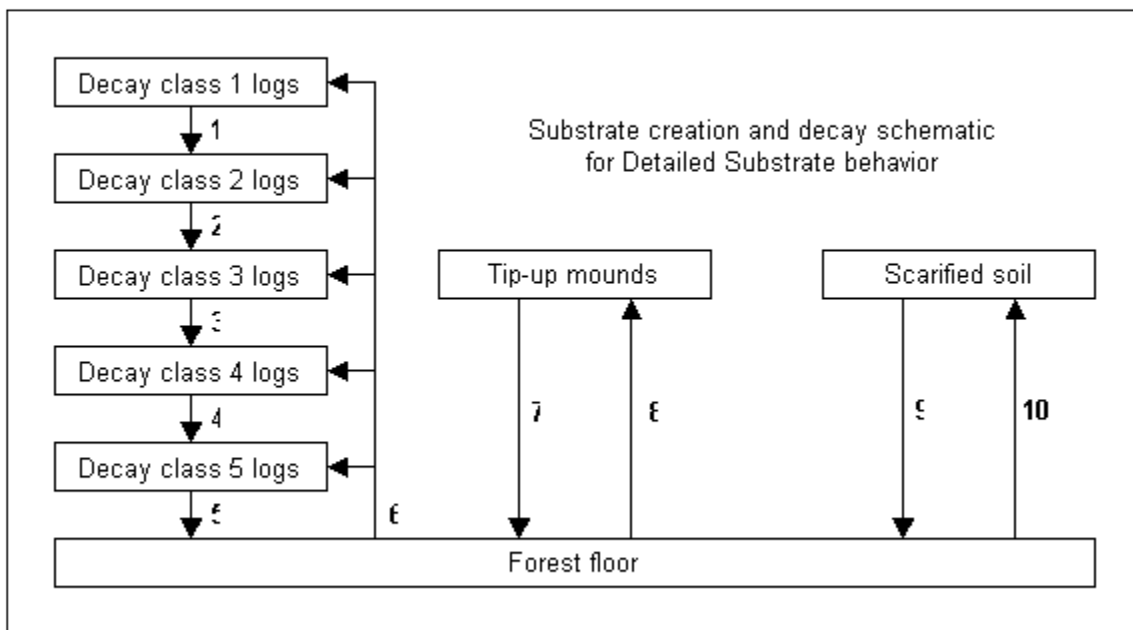 Decay class 1 logs
1
Substrate creation and decay schematic
for Detailed Substrate behavior
Decay class 2 logs
2
Decay class 3 logs
Tip-up mounds
Scarified soil
3
Decay class 4 logs
4
7
8
9
10
Decay class 5 logs
5
6
Forest floor